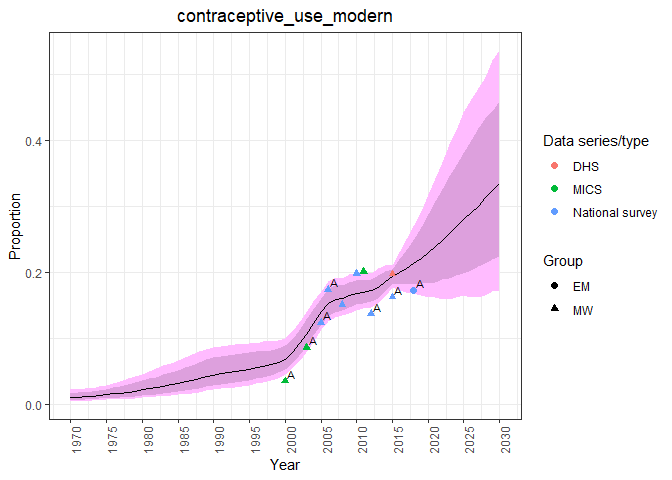 contraceptive_use_modern
Proportion
0.4
0.2
0.0
A
A
A
A
A
A
A
1970
1975
1980
1985
1990
1995
2000
2005
2010
2015
2020
2025
2030
Year
Data series/type
DHS
MICS
National survey
Group
EM
MW